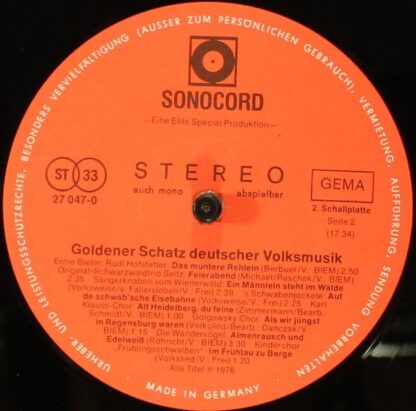 SONOCORD
– Eine Elite Special Produktion –
ST 33
STEREO
GEMA
27 047-0
auch mono abspielbar
2. Schallplatte
Seite 2
(17:34)
Goldener Schatz deutscher Volksmusik
Ernie Bieler, Rudi Hofstetter: Das muntere Rehlein (Berbuer/V. BIEM) 2:50
Original-Schwarzwaldtrio Seitz: Feierabend (Michael/Raschek/V. BIEM)
2:35 Sängerknaben vom Wienerwald: Ein Männlein steht im Walde
(Volksweise/v. Fallersleben/V. Frei) 2:39 's Schwabenjockele: Auf
de schwäb'sche Eisebahne (Volksweise/V. Frei) 2:20 Karl
Klauss-Chor: Alt Heidelberg, du feine (Zimmermann/Bearb.
Schmidt/V. BIEM) 1:00 Golgowsky Chor: Als wir jüngst
in Regensburg waren (Volkslied/Bearb. Danczak/V.
BIEM) 1:15 Die Wandervögel: Almenrausch und
Edelweiß (Röhricht/V. BIEM) 3:30 Kinderchor
"Frühlingsschwalben": Im Frühtau zu Berge
(Volkslied/V. Frei) 1:20
Alle Titel ℗ 1976
URHEBER- UND LEISTUNGSSCHUTZRECHTE, BESONDERS VERVIELFÄLTIGUNG (AUSSER ZUM PERSÖNLICHEN GEBRAUCH), VERMIETUNG, AUFFÜHRUNG, SENDUNG VORBEHALTEN
• MADE IN GERMANY •